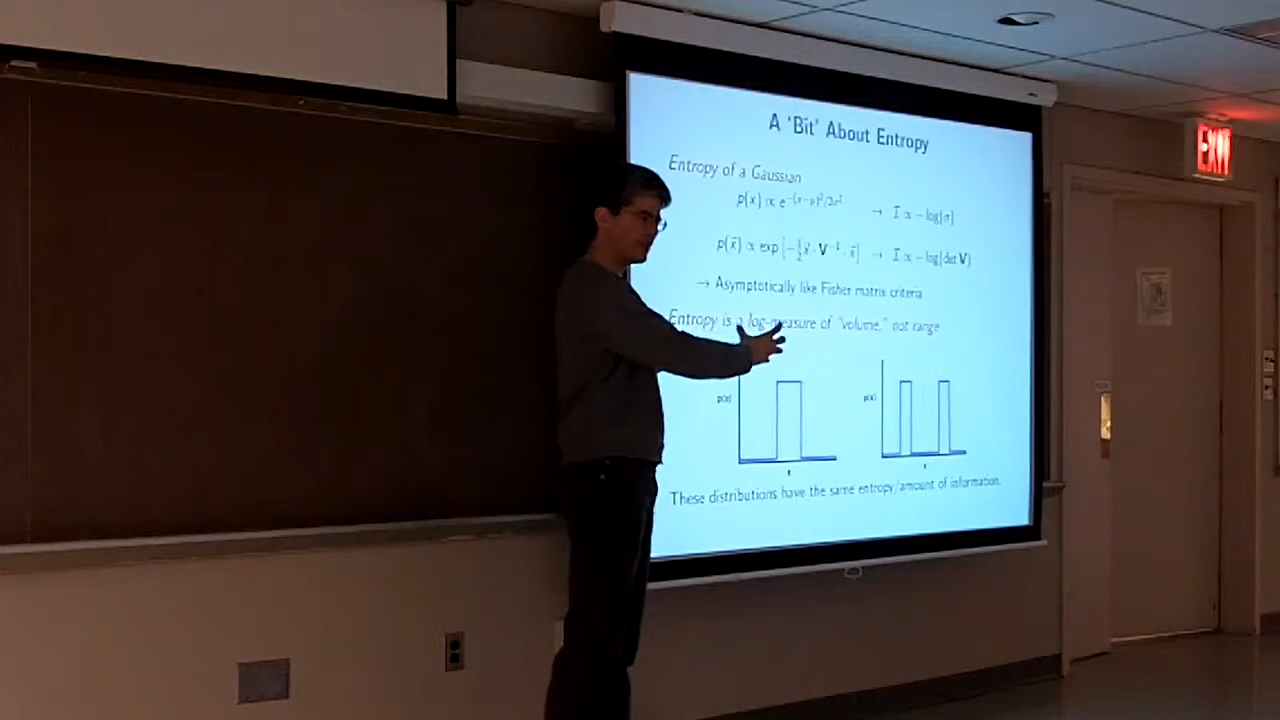 A 'Bit' About Entropy
EXIT
Entropy of a Gaussian
p(x) ∝ e^{-(x-μ)²/2σ²} → I ∝ -log(σ)
p(x⃗) ∝ exp[-½x⃗ · V⁻¹ · x⃗] → I ∝ -log(det V)
→ Asymptotically like Fisher matrix criteria
Entropy is a log-measure of "volume," not range
p(x) p(x)
x x
These distributions have the same entropy/amount of information.